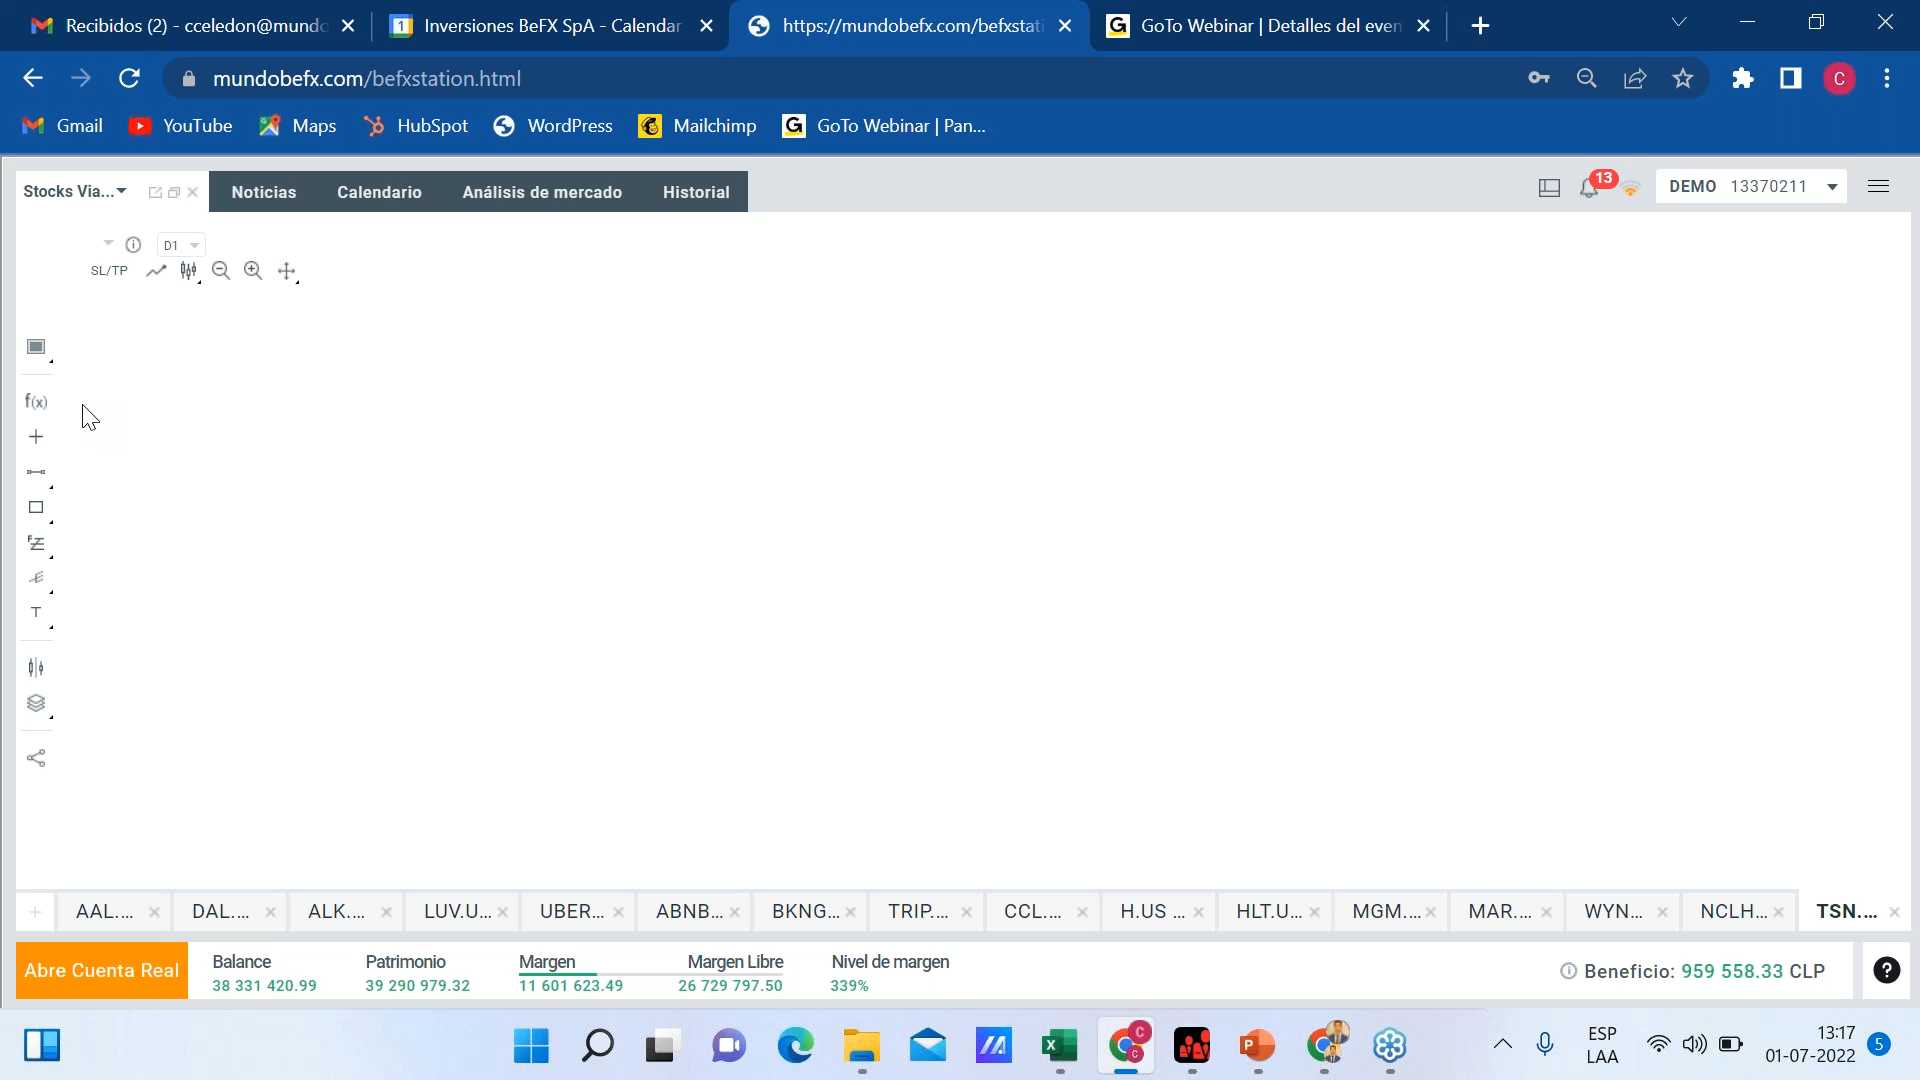 Recibidos (2) - cceledon@mundo
Inversiones BeFX SpA - Calendar
https://mundobefx.com/befxstati
GoTo Webinar | Detalles del even
mundobefx.com/befxstation.html
C
Gmail
YouTube
Maps
HubSpot
WordPress
Mailchimp
GoTo Webinar | Pan...
Stocks Via...
Noticias
Calendario
Análisis de mercado
Historial
13
DEMO 13370211
D1
SL/TP
f(x)
T
AAL....
DAL....
ALK....
LUV.U...
UBER...
ABNB...
BKNG...
TRIP....
CCL....
H.US ...
HLT.U...
MGM....
MAR....
WYN...
NCLH...
TSN....
Abre Cuenta Real
Balance
38 331 420.99
Patrimonio
39 290 979.32
Margen
11 601 623.49
Margen Libre
26 729 797.50
Nivel de margen
339%
Beneficio: 959 558.33 CLP
ESP
LAA
13:17
01-07-2022
5